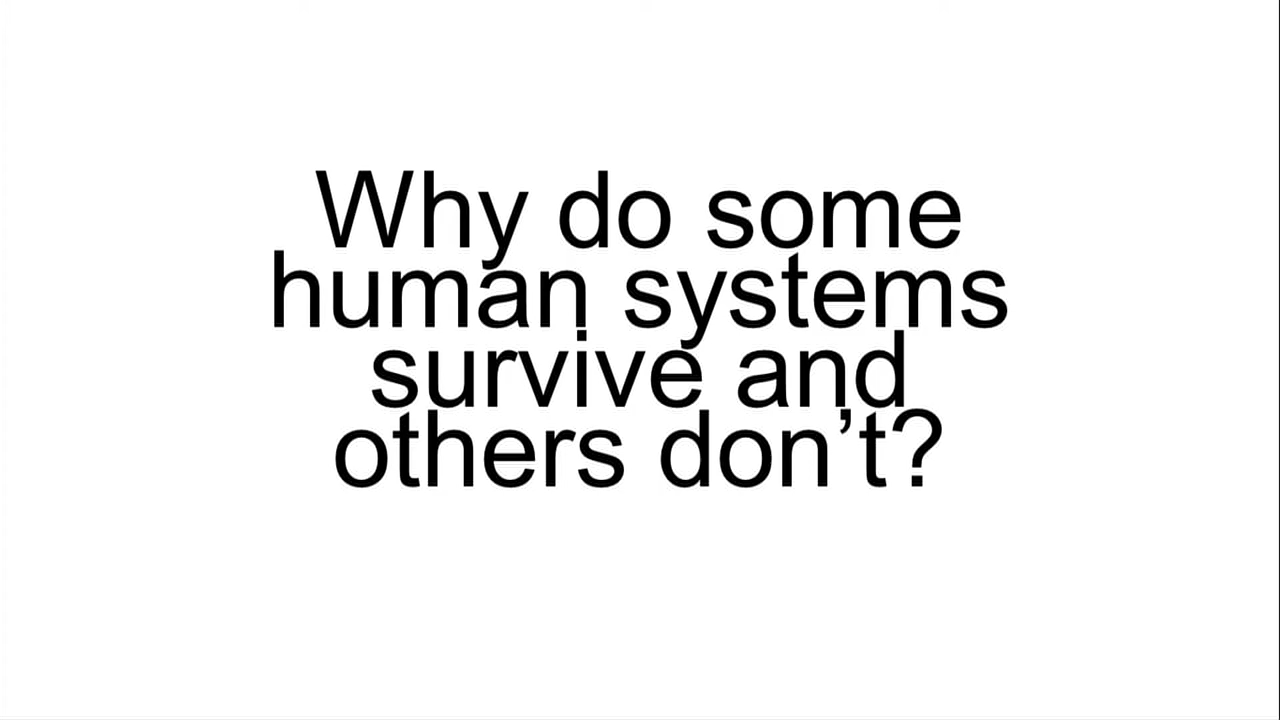 Why do some
human systems
survive and
others don’t?